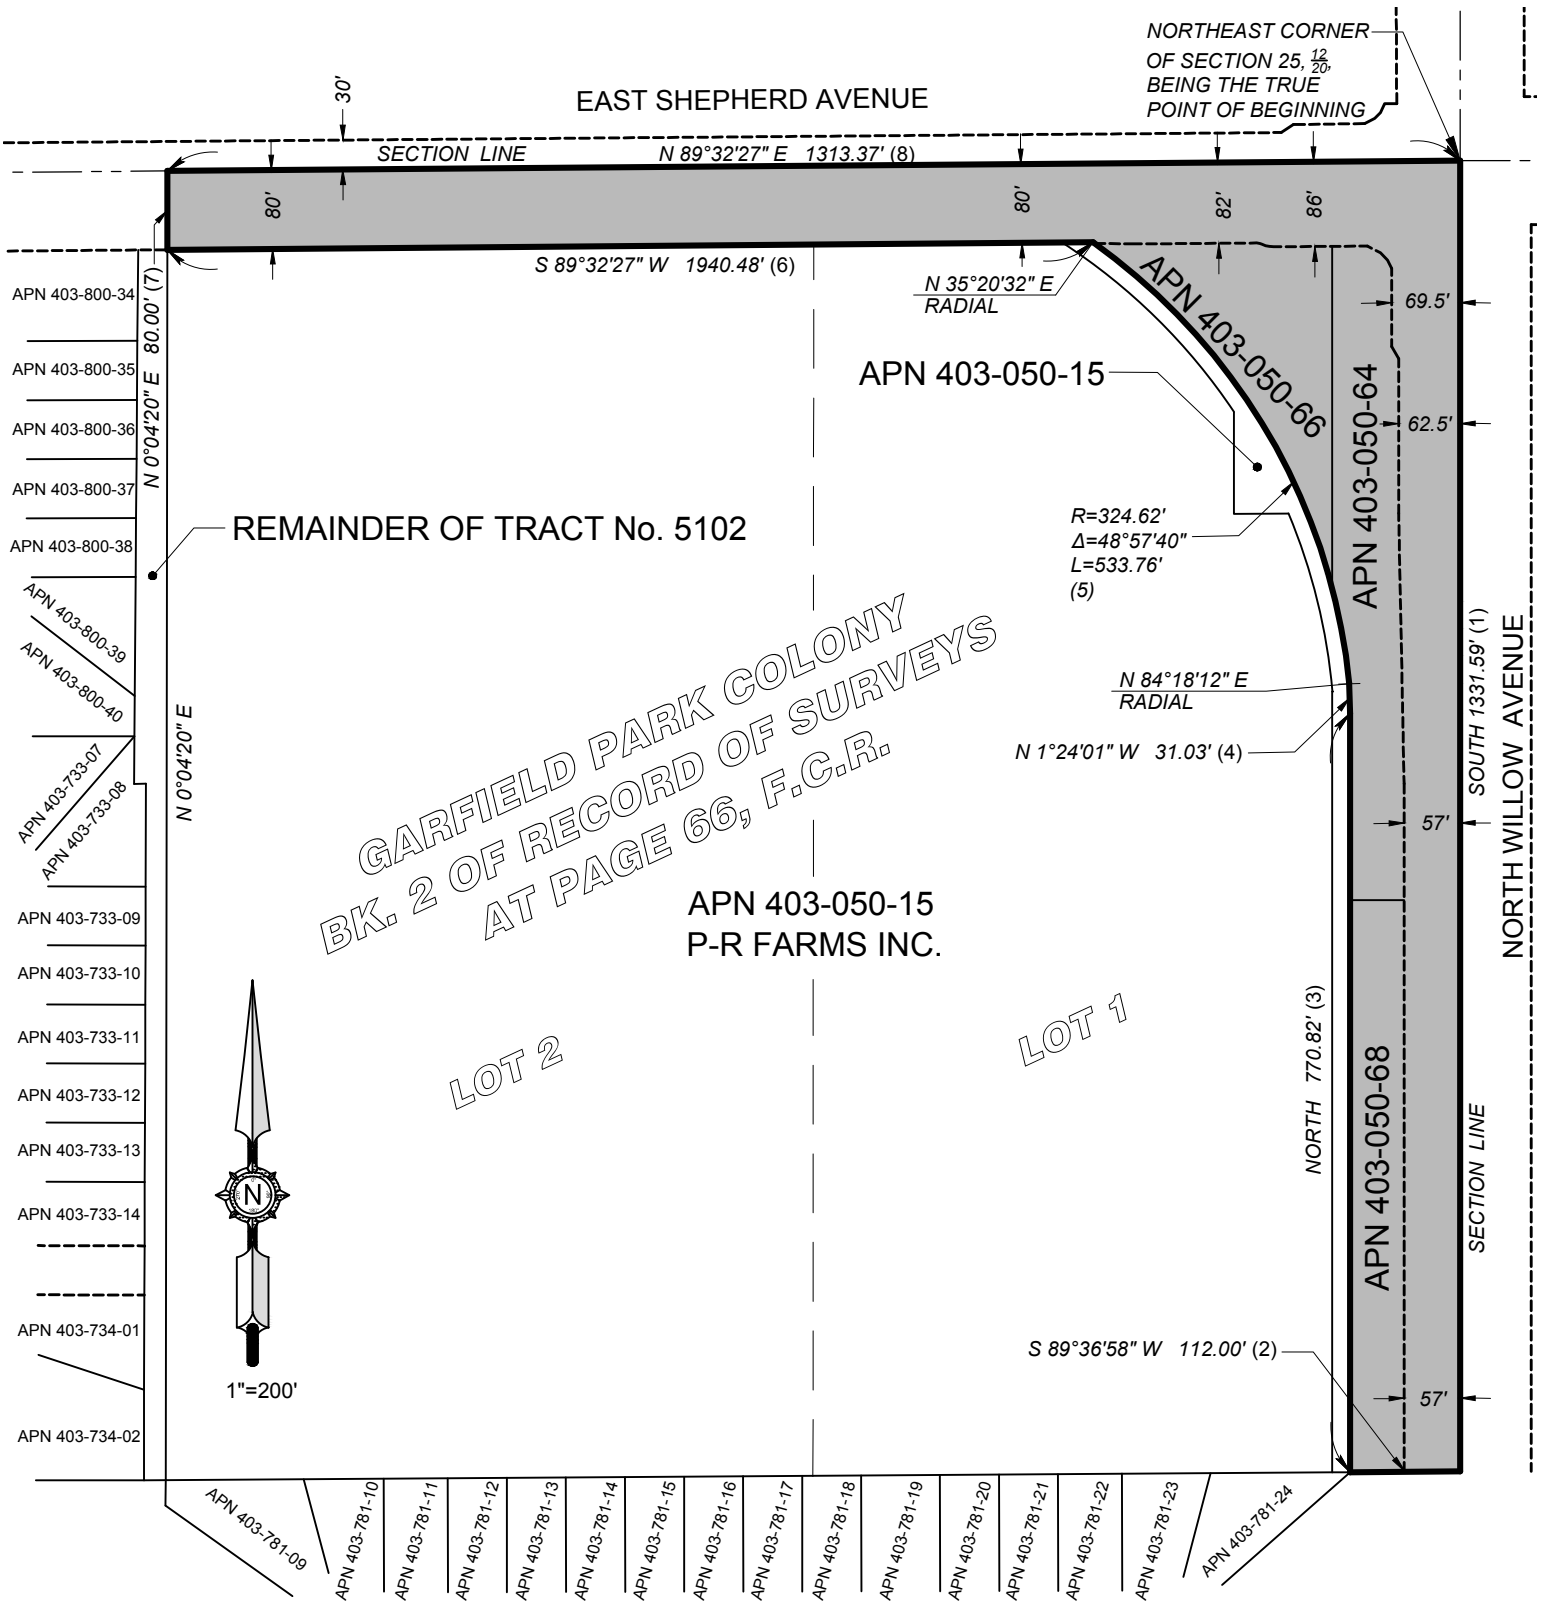 NORTHEAST CORNER
OF SECTION 25, 12/20,
BEING THE TRUE
POINT OF BEGINNING
30'
EAST SHEPHERD AVENUE
SECTION LINE
N 89°32'27" E 1313.37' (8)
80'
80'
82'
86'
S 89°32'27" W 1940.48' (6)
N 35°20'32" E
RADIAL
APN 403-050-66
APN 403-050-15
APN 403-050-64
69.5'
62.5'
N 0°04'20" E 80.00' (7)
APN 403-800-34
APN 403-800-35
APN 403-800-36
APN 403-800-37
APN 403-800-38
APN 403-800-39
APN 403-800-40
APN 403-733-07
APN 403-733-08
APN 403-733-09
APN 403-733-10
APN 403-733-11
APN 403-733-12
APN 403-733-13
APN 403-733-14
APN 403-734-01
APN 403-734-02
REMAINDER OF TRACT No. 5102
R=324.62'
Δ=48°57'40"
L=533.76'
(5)
N 0°04'20" E
GARFIELD PARK COLONY
BK. 2 OF RECORD OF SURVEYS
AT PAGE 66, F.C.R.
N 84°18'12" E
RADIAL
N 1°24'01" W 31.03' (4)
SOUTH 1331.59' (1)
NORTH WILLOW AVENUE
57'
APN 403-050-15
P-R FARMS INC.
LOT 2
LOT 1
NORTH 770.82' (3)
APN 403-050-68
SECTION LINE
N
1"=200'
S 89°36'58" W 112.00' (2)
57'
APN 403-781-09
APN 403-781-10
APN 403-781-11
APN 403-781-12
APN 403-781-13
APN 403-781-14
APN 403-781-15
APN 403-781-16
APN 403-781-17
APN 403-781-18
APN 403-781-19
APN 403-781-20
APN 403-781-21
APN 403-781-22
APN 403-781-23
APN 403-781-24